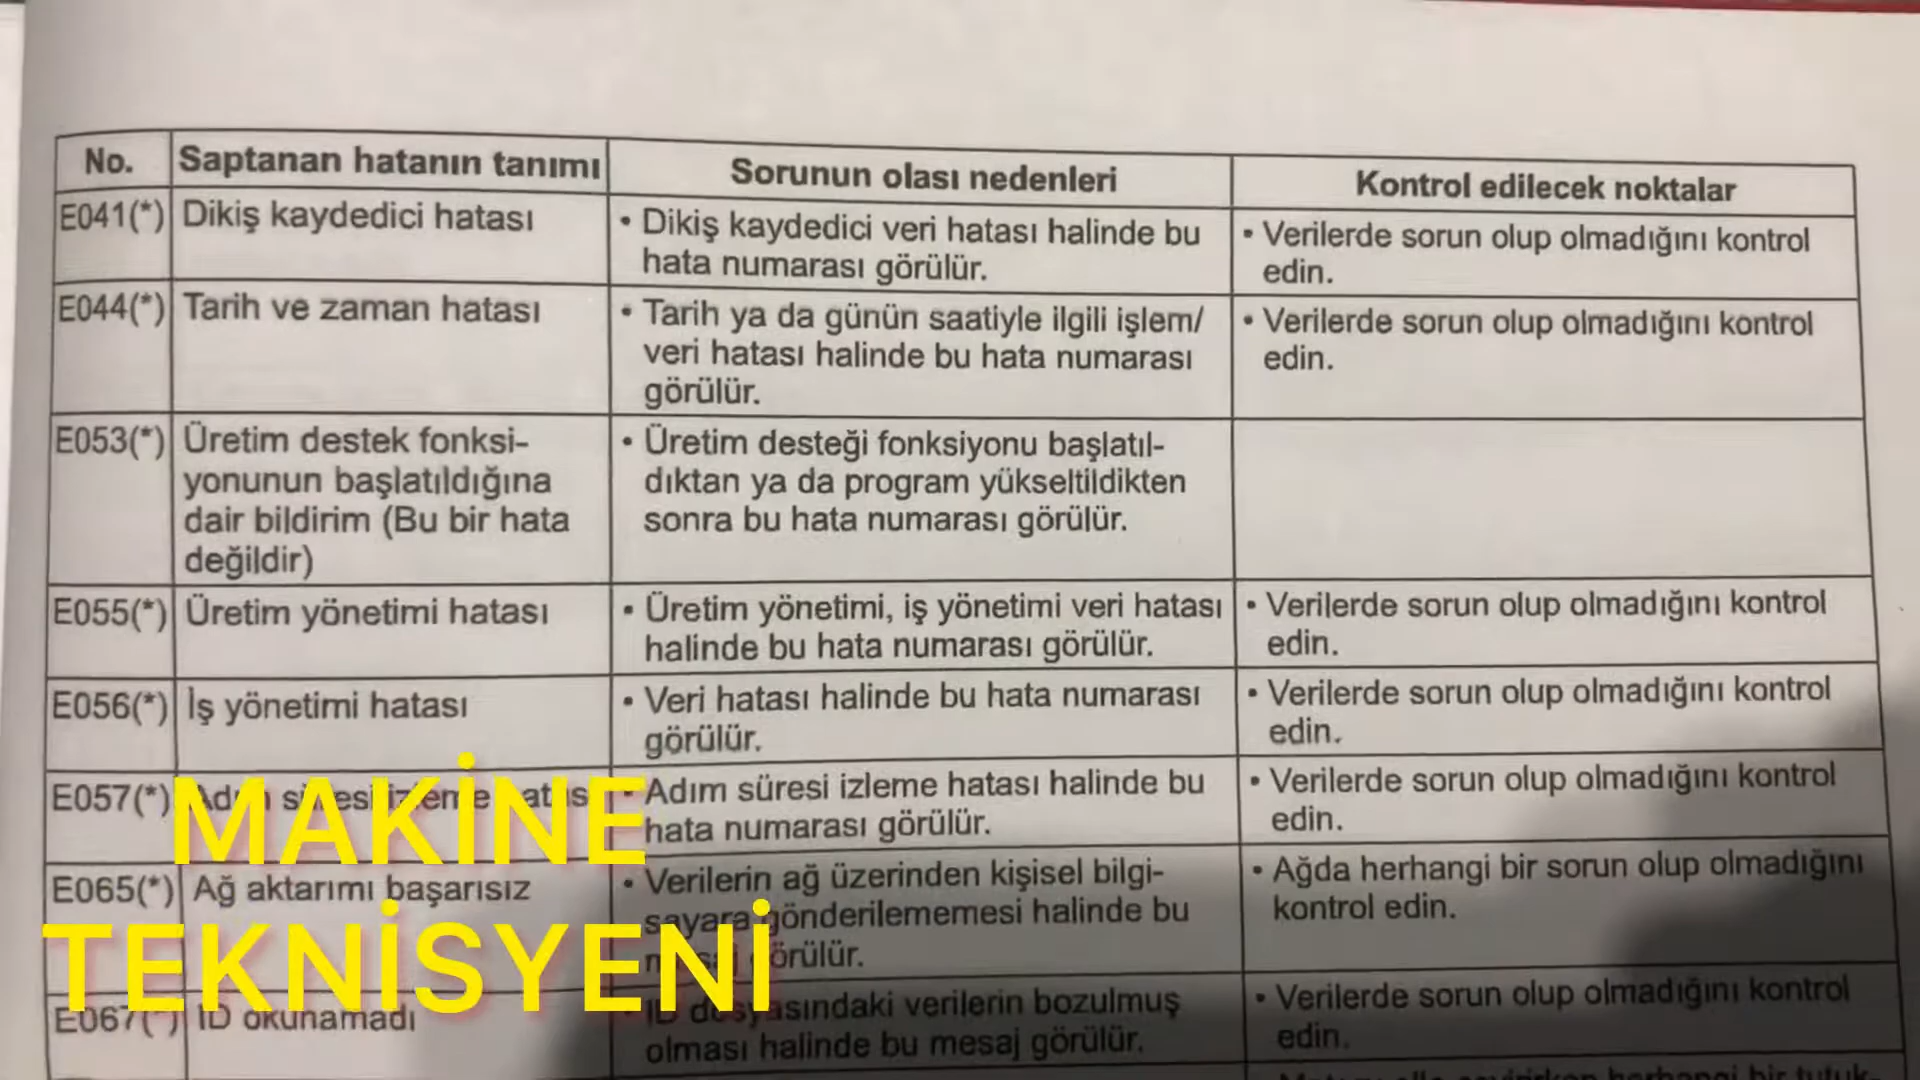 No. Saptanan hatanın tanımı Sorunun olası nedenleri Kontrol edilecek noktalar
E041(*) Dikiş kaydedici hatası • Dikiş kaydedici veri hatası halinde bu • Verilerde sorun olup olmadığını kontrol
hata numarası görülür. edin.
E044(*) Tarih ve zaman hatası • Tarih ya da günün saatiyle ilgili işlem/ • Verilerde sorun olup olmadığını kontrol
veri hatası halinde bu hata numarası edin.
görülür.
E053(*) Üretim destek fonksi- • Üretim desteği fonksiyonu başlatıl-
yonunun başlatıldığına dıktan ya da program yükseltildikten
dair bildirim (Bu bir hata sonra bu hata numarası görülür.
değildir)
E055(*) Üretim yönetimi hatası • Üretim yönetimi, iş yönetimi veri hatası • Verilerde sorun olup olmadığını kontrol
halinde bu hata numarası görülür. edin.
E056(*) İş yönetimi hatası • Veri hatası halinde bu hata numarası • Verilerde sorun olup olmadığını kontrol
görülür. edin.
E057(*) • Adım süresi izleme hatası halinde bu • Verilerde sorun olup olmadığını kontrol
hata numarası görülür. edin.
MAKİNE
E065(*) Ağ aktarımı başarısız • Verilerin ağ üzerinden kişisel bilgi- • Ağda herhangi bir sorun olup olmadığını
sayara gönderilememesi halinde bu kontrol edin.
görülür.
TEKNİSYENİ
E067(*) ID okunamadı • ID dosyasındaki verilerin bozulmuş • Verilerde sorun olup olmadığını kontrol
olması halinde bu mesaj görülür. edin.